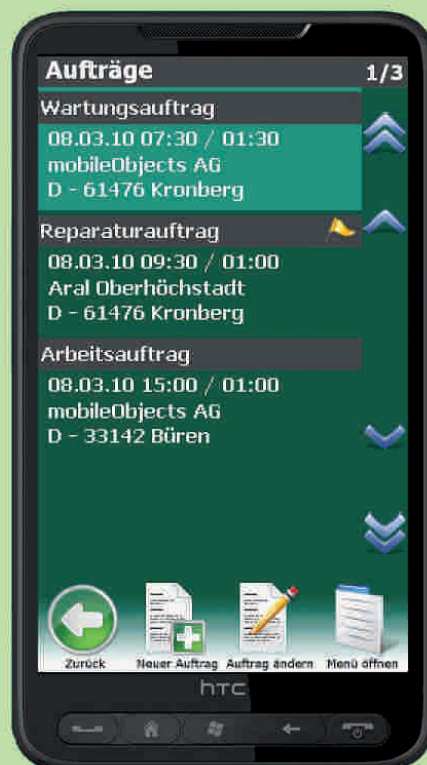 Aufträge 1/3
Wartungsauftrag
08.03.10 07:30 / 01:30
mobileObjects AG
D - 61476 Kronberg
Reparaturauftrag
08.03.10 09:30 / 01:00
Aral Oberhöchstadt
D - 61476 Kronberg
Arbeitsauftrag
08.03.10 15:00 / 01:00
mobileObjects AG
D - 33142 Büren
Zurück Neuer Auftrag Auftrag ändern Menü öffnen
hTC